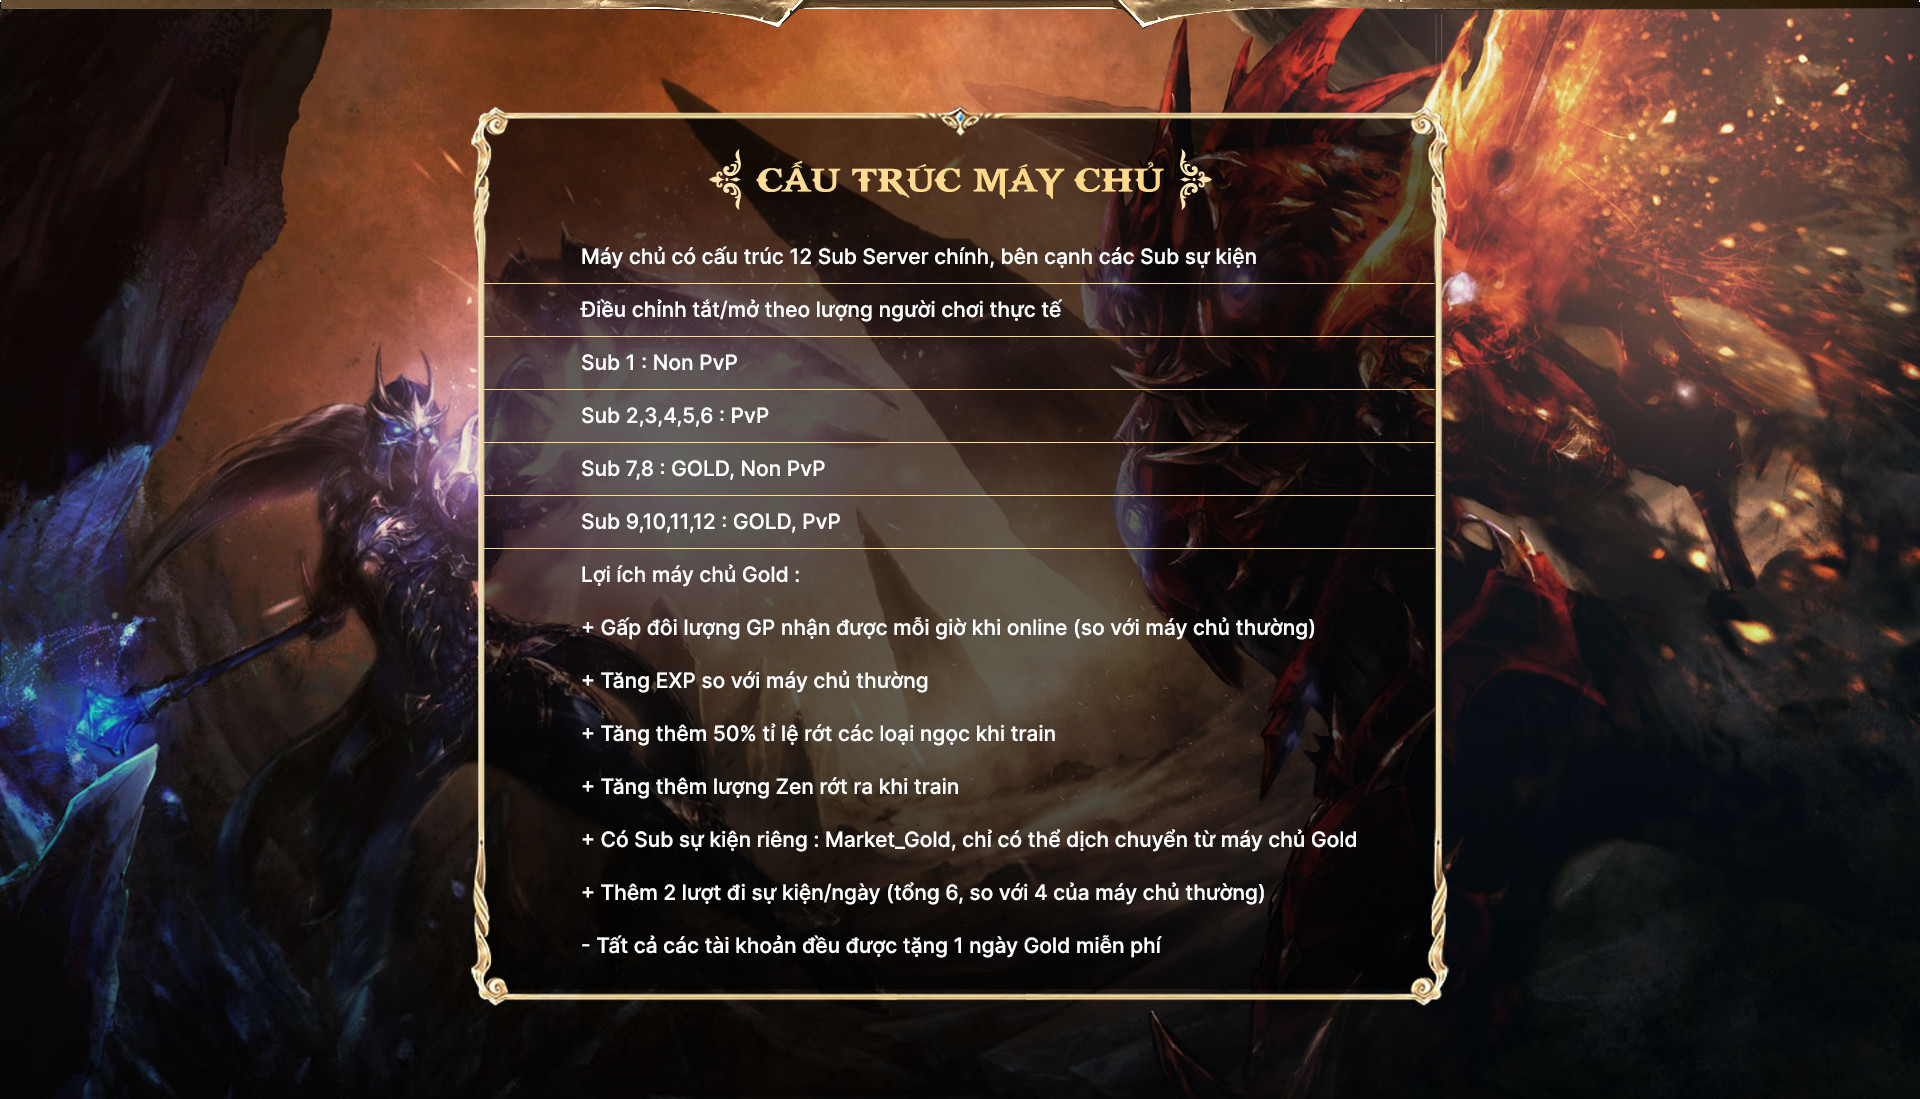 CẤU TRÚC MÁY CHỦ
Máy chủ có cấu trúc 12 Sub Server chính, bên cạnh các Sub sự kiện
Điều chỉnh tắt/mở theo lượng người chơi thực tế
Sub 1 : Non PvP
Sub 2,3,4,5,6 : PvP
Sub 7,8 : GOLD, Non PvP
Sub 9,10,11,12 : GOLD, PvP
Lợi ích máy chủ Gold :
+ Gấp đôi lượng GP nhận được mỗi giờ khi online (so với máy chủ thường)
+ Tăng EXP so với máy chủ thường
+ Tăng thêm 50% tỉ lệ rớt các loại ngọc khi train
+ Tăng thêm lượng Zen rớt ra khi train
+ Có Sub sự kiện riêng : Market_Gold, chỉ có thể dịch chuyển từ máy chủ Gold
+ Thêm 2 lượt đi sự kiện/ngày (tổng 6, so với 4 của máy chủ thường)
- Tất cả các tài khoản đều được tặng 1 ngày Gold miễn phí